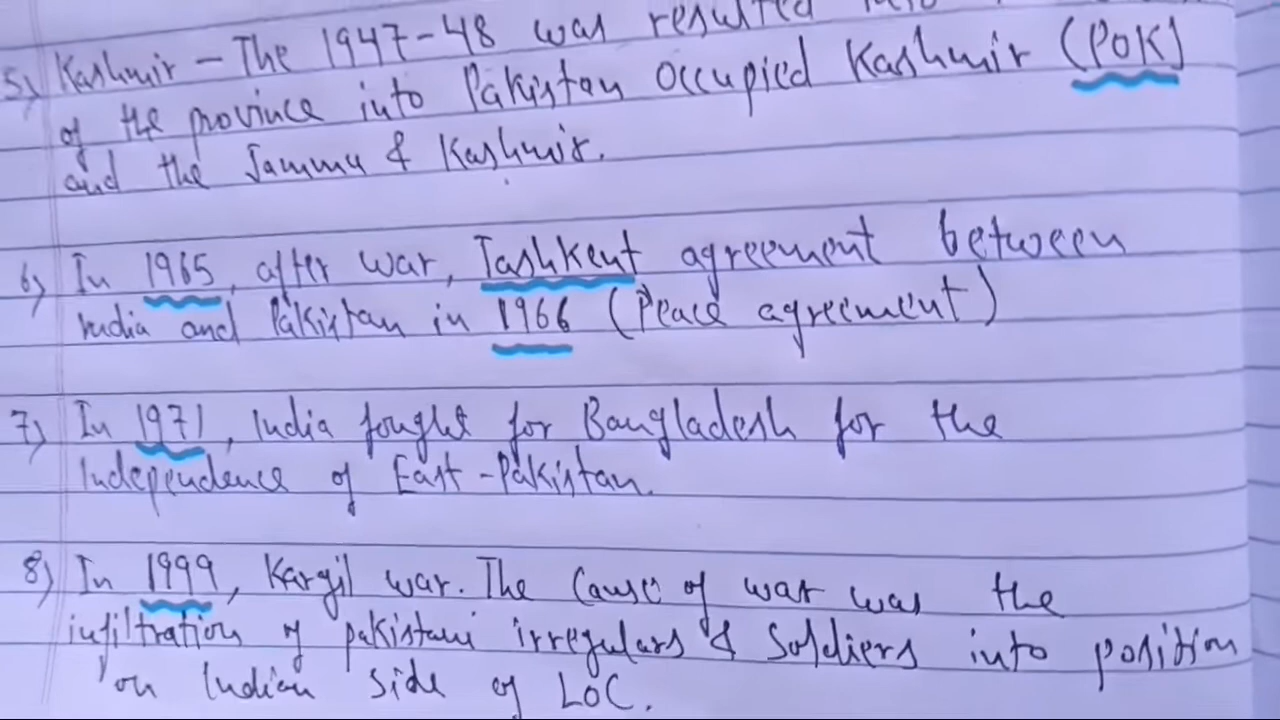 5) Kashmir - The 1947-48 was resulted into
of the province into Pakistan Occupied Kashmir (POK)
and the Jammu & Kashmir.
6) In 1965, after war, Tashkent agreement between
India and Pakistan in 1966 (Peace agreement)
7) In 1971, India fought for Bangladesh for the
Independence of East-Pakistan.
8) In 1999, Kargil war. The Cause of war was the
infiltration of pakistani irregulars & Soldiers into position
on Indian side of LOC.